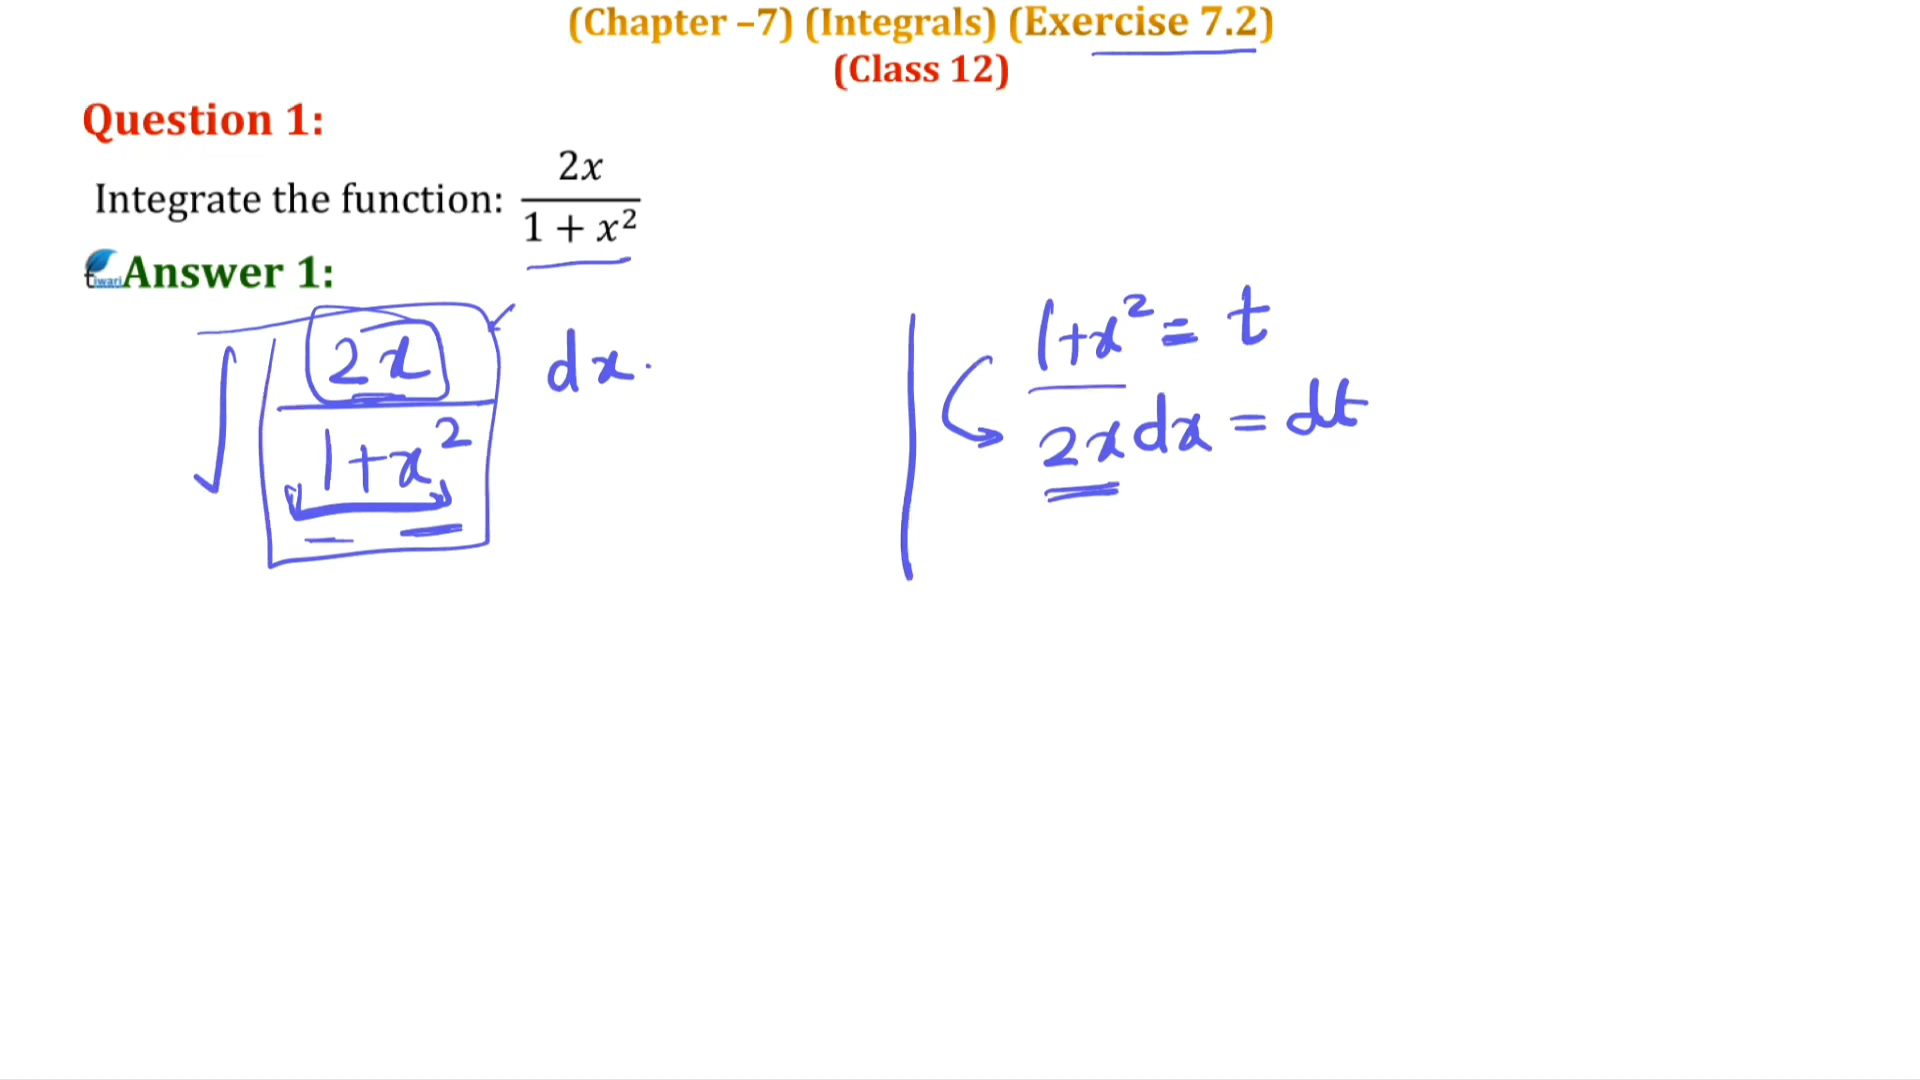 (Chapter –7) (Integrals) (Exercise 7.2)
(Class 12)
Question 1:
Integrate the function: 2x / 1 + x²
tiwari Answer 1:
∫ 2x / 1+x² dx.
1+x² = t
2x dx = dt